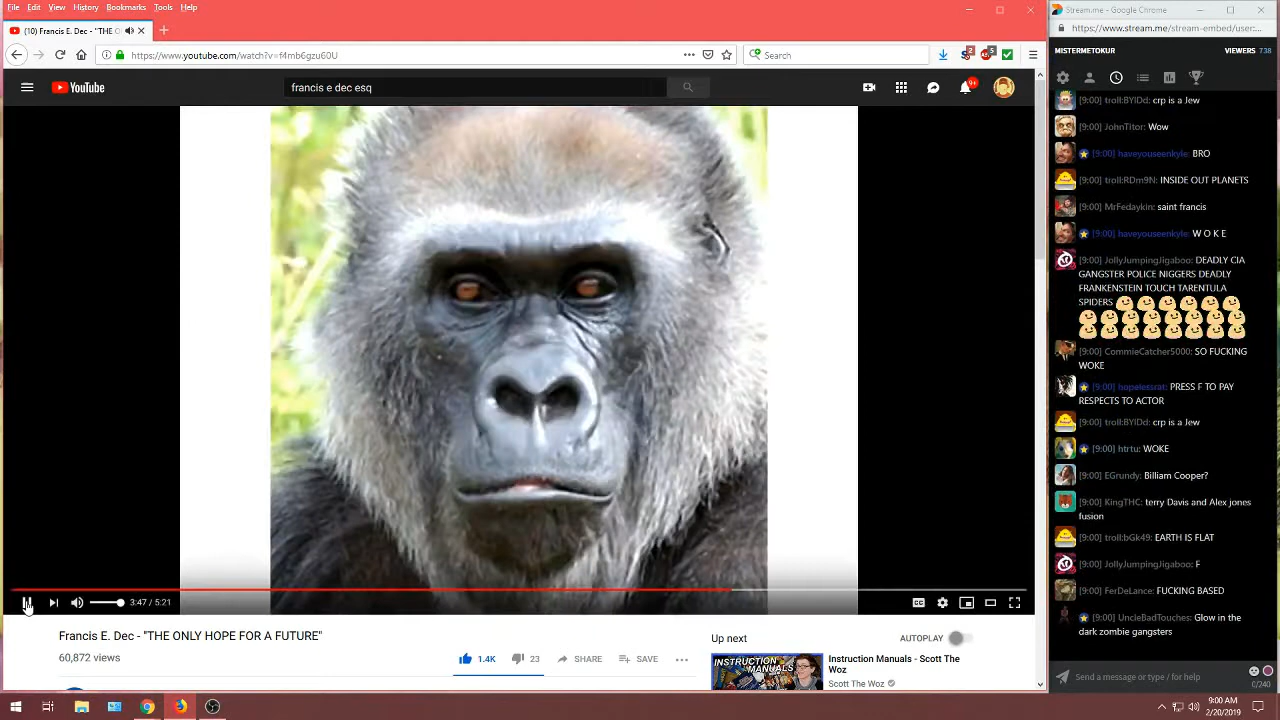 File Edit View History Bookmarks Tools Help
(10) Francis E. Dec - "THE O
https://www.youtube.com/watch?v=f4mb6gzu60U
Search
YouTube
francis e dec esq
9+
3:47 / 5:21
Francis E. Dec - "THE ONLY HOPE FOR A FUTURE"
60,872 views
1.4K 23 SHARE SAVE
Up next AUTOPLAY
INSTRUCTION MANUALS
Instruction Manuals - Scott The
Woz
Scott The Woz
Stream.me - Google Chrome
https://www.stream.me/stream-embed/user:
MISTERMETOKUR VIEWERS 738
[9:00] troll:BYIDd: crp is a Jew
[9:00] JohnTitor: Wow
[9:00] haveyouseenkyle: BRO
[9:00] troll:RDm9N: INSIDE OUT PLANETS
[9:00] MrFedaykin: saint francis
[9:00] haveyouseenkyle: W O K E
[9:00] JollyJumpingJigaboo: DEADLY CIA
GANGSTER POLICE NIGGERS DEADLY
FRANKENSTEIN TOUCH TARENTULA
SPIDERS
[9:00] CommieCatcher5000: SO FUCKING
WOKE
[9:00] hopelessrat: PRESS F TO PAY
RESPECTS TO ACTOR
[9:00] troll:BYIDd: crp is a Jew
[9:00] htrtu: WOKE
[9:00] EGrundy: Billiam Cooper?
[9:00] KingTHC: terry Davis and Alex jones
fusion
[9:00] troll:bGk49: EARTH IS FLAT
[9:00] JollyJumpingJigaboo: F
[9:00] FerDeLance: FUCKING BASED
[9:00] UncleBadTouches: Glow in the
dark zombie gangsters
Send a message or type / for help
0/240
9:00 AM
2/20/2019